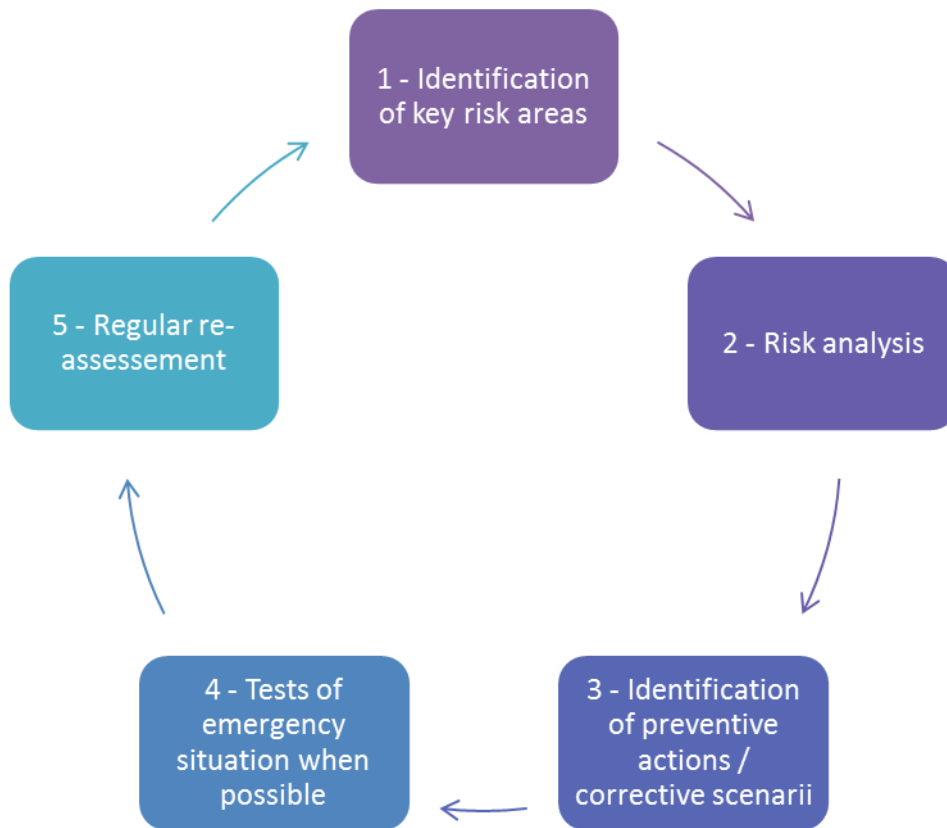 1 - Identification
of key risk areas
2 - Risk analysis
3 - Identification
of preventive
actions /
corrective scenarii
4 - Tests of
emergency
situation when
possible
5 - Regular re-
assessement